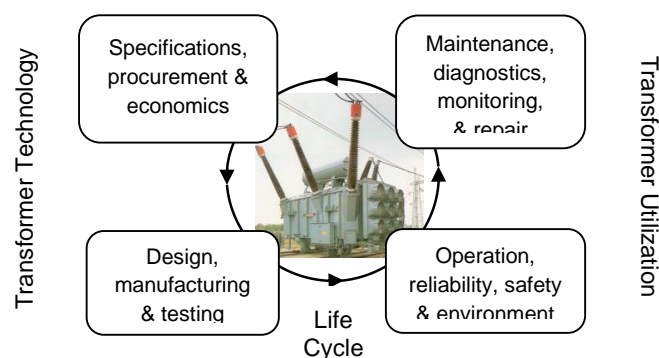 Transformer Technology
Specifications,
procurement &
economics
Maintenance,
diagnostics,
monitoring,
& repair
Design,
manufacturing
& testing
Operation,
reliability, safety
& environment
Life
Cycle
Transformer Utilization